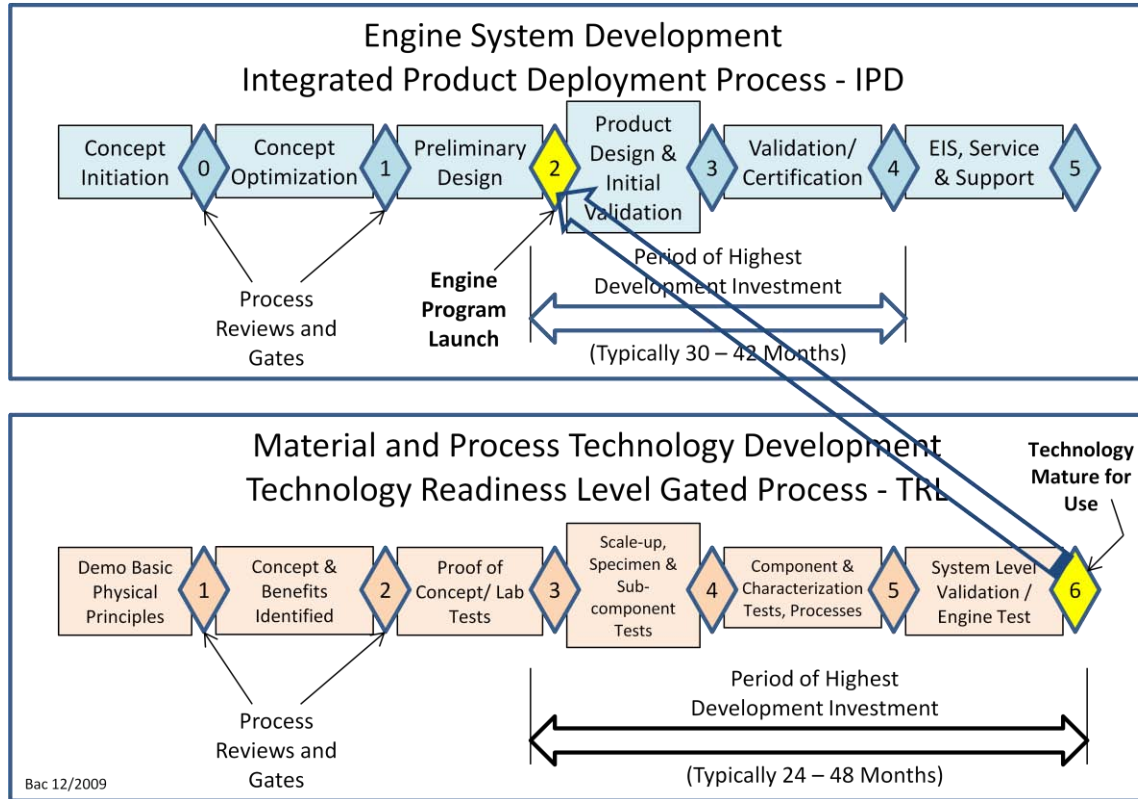 Engine System Development
Integrated Product Deployment Process - IPD
Concept
Initiation
0
Concept
Optimization
1
Preliminary
Design
2
Product
Design &
Initial
Validation
3
Validation/
Certification
4
EIS, Service
& Support
5
Process
Reviews and
Gates
Engine
Program
Launch
Period of Highest
Development Investment
(Typically 30 – 42 Months)
Material and Process Technology Development
Technology Readiness Level Gated Process - TRL
Technology
Mature for
Use
Demo Basic
Physical
Principles
1
Concept &
Benefits
Identified
2
Proof of
Concept/ Lab
Tests
3
Scale-up,
Specimen &
Sub-
component
Tests
4
Component &
Characterization
Tests, Processes
5
System Level
Validation /
Engine Test
6
Process
Reviews and
Gates
Period of Highest
Development Investment
(Typically 24 – 48 Months)
Bac 12/2009